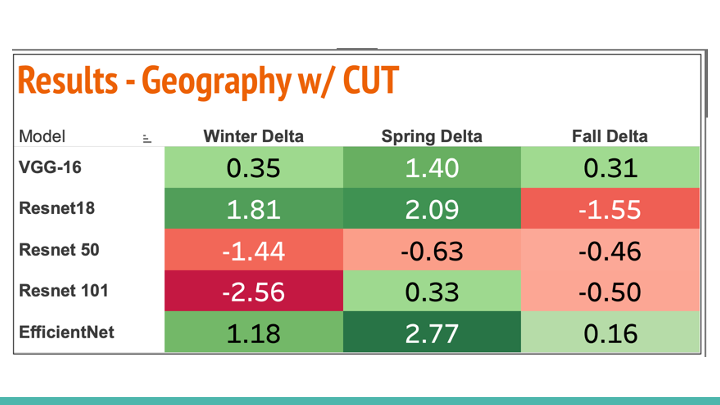 Results - Geography w/ CUT
Model Winter Delta Spring Delta Fall Delta
VGG-16 0.35 1.40 0.31
Resnet18 1.81 2.09 -1.55
Resnet 50 -1.44 -0.63 -0.46
Resnet 101 -2.56 0.33 -0.50
EfficientNet 1.18 2.77 0.16